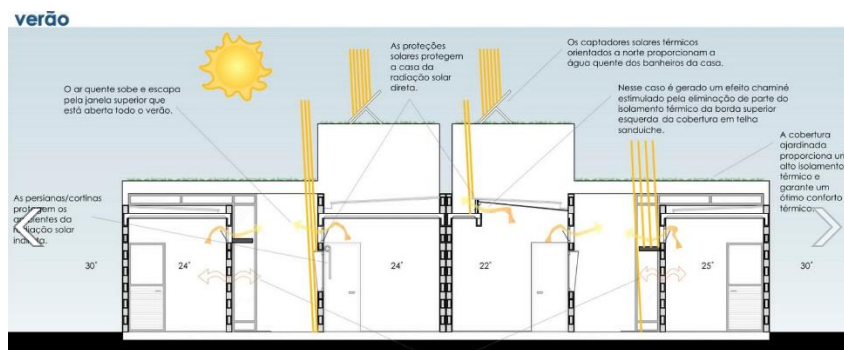 verão
O ar quente sobe e escapa
pela janela superior que
está aberta todo o verão.
As proteções
solares protegem
a casa da
radiação solar
direta.
Os captadores solares térmicos
orientados a norte proporcionam a
água quente dos banheiros da casa.
Nesse caso é gerado um efeito chaminé
estimulado pela eliminação de parte do
isolamento térmico da borda superior
esquerda da cobertura em telha
sanduiche.
A cobertura
ajardinada
proporciona um
alto isolamento
térmico e
garante um
ótimo conforto
térmico.
As persianas/cortinas
protegem os
ambientes da
radiação solar
indireta.
30°
24°
24°
22°
25°
30°